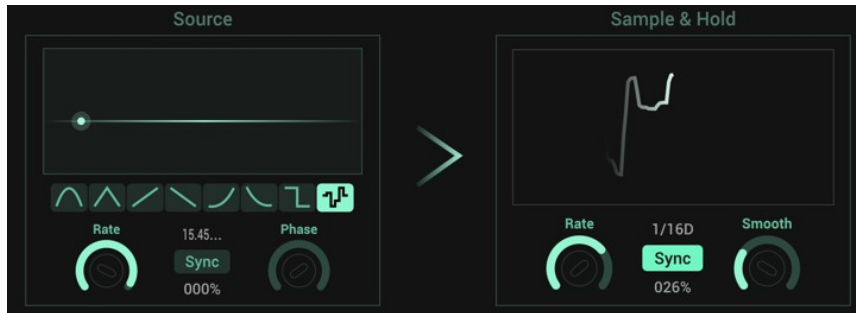 Source
Rate
15.45...
Phase
Sync
000%
Sample & Hold
Rate
1/16D
Smooth
Sync
026%